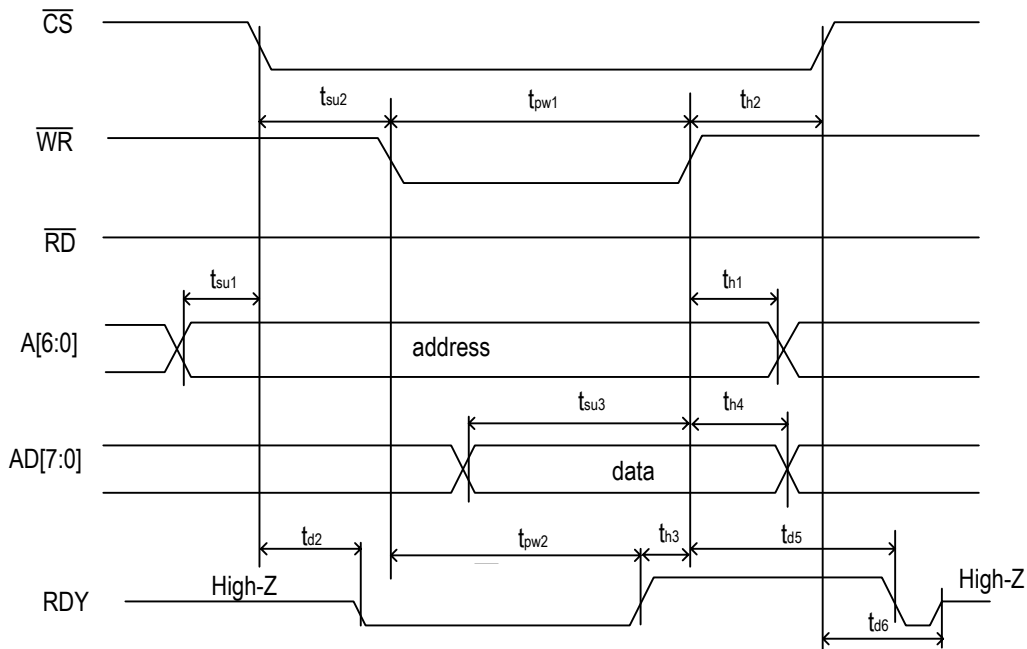 CS
tsu2 tpw1 th2
WR
RD
tsu1 th1
A[6:0] address
tsu3 th4
AD[7:0] data
td2 tpw2 th3 td5
High-Z High-Z
RDY
td6